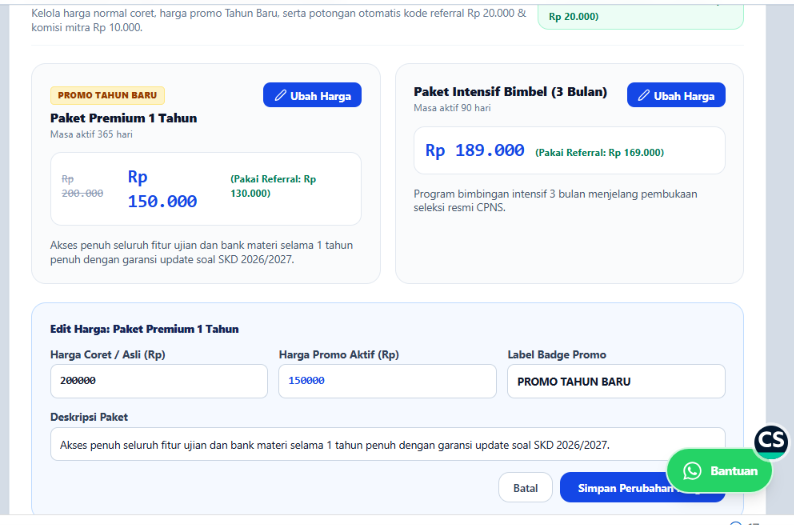 Kelola harga normal coret, harga promo Tahun Baru, serta potongan otomatis kode referral Rp 20.000 &
komisi mitra Rp 10.000.
Rp 20.000)
PROMO TAHUN BARU
Ubah Harga
Paket Premium 1 Tahun
Masa aktif 365 hari
Rp
200.000
Rp
150.000
(Pakai Referral: Rp
130.000)
Akses penuh seluruh fitur ujian dan bank materi selama 1 tahun
penuh dengan garansi update soal SKD 2026/2027.
Paket Intensif Bimbel (3 Bulan)
Ubah Harga
Masa aktif 90 hari
Rp 189.000 (Pakai Referral: Rp 169.000)
Program bimbingan intensif 3 bulan menjelang pembukaan
seleksi resmi CPNS.
Edit Harga: Paket Premium 1 Tahun
Harga Coret / Asli (Rp)
200000
Harga Promo Aktif (Rp)
150000
Label Badge Promo
PROMO TAHUN BARU
Deskripsi Paket
Akses penuh seluruh fitur ujian dan bank materi selama 1 tahun penuh dengan garansi update soal SKD 2026/2027.
CS
Bantuan
Batal
Simpan Perubahan